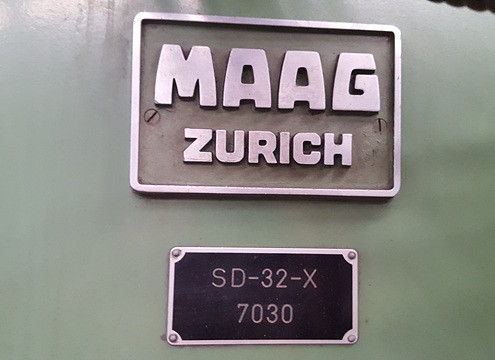 MAAG
ZURICH
SD-32-X
7030